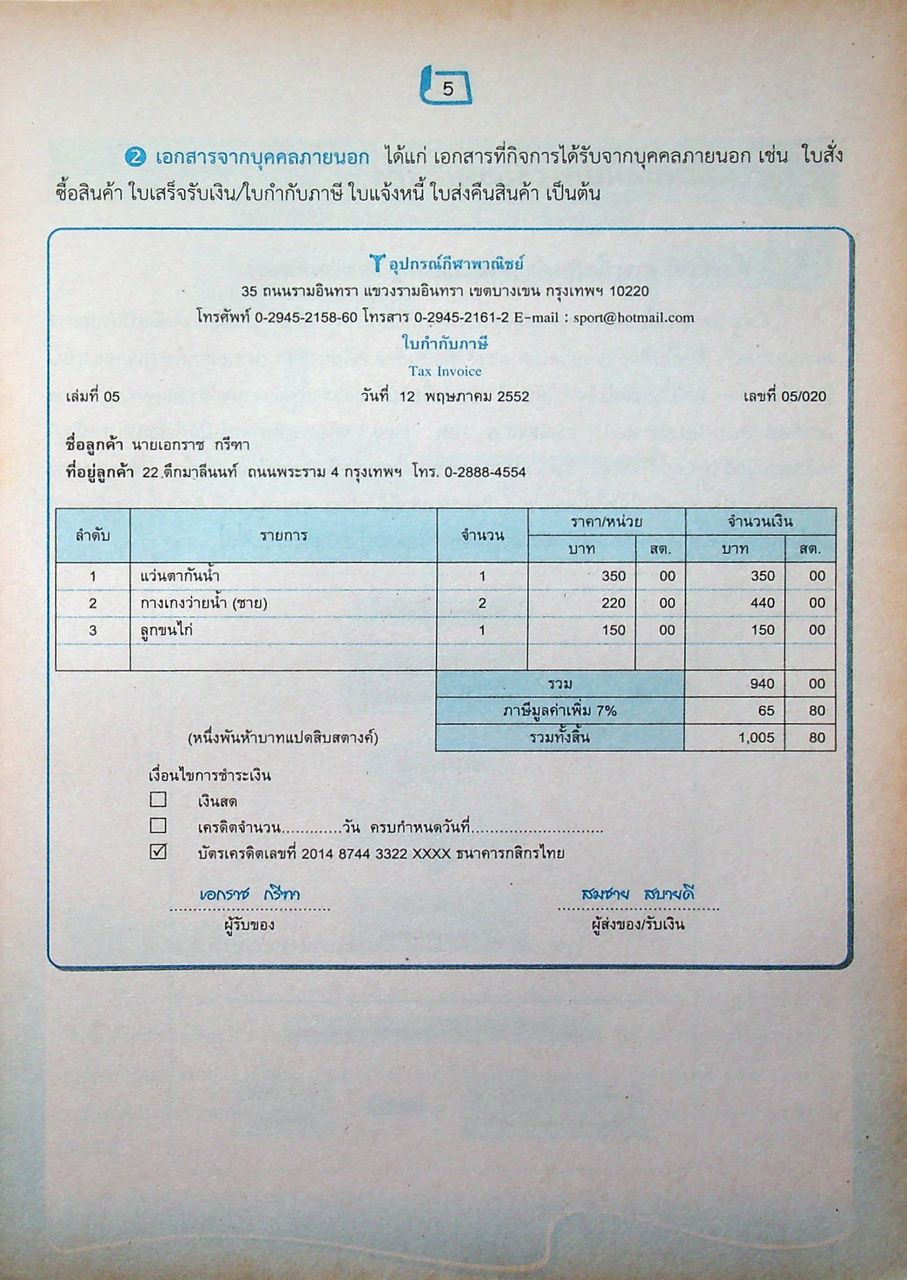 5
2 เอกสารจากบุคคลภายนอก ได้แก่ เอกสารที่กิจการได้รับจากบุคคลภายนอก เช่น ใบสั่ง
ซื้อสินค้า ใบเสร็จรับเงิน/ใบกำกับภาษี ใบแจ้งหนี้ ใบส่งคืนสินค้า เป็นต้น
อุปกรณ์กีฬาพาณิชย์
35 ถนนรามอินทรา แขวงรามอินทรา เขตบางเขน กรุงเทพฯ 10220
โทรศัพท์ 0-2945-2158-60 โทรสาร 0-2945-2161-2 E-mail : sport@hotmail.com
ใบกำกับภาษี
Tax Invoice
เล่มที่ 05 วันที่ 12 พฤษภาคม 2552 เลขที่ 05/020
ชื่อลูกค้า นายเอกราช กรีฑา
ที่อยู่ลูกค้า 22 ตึกมาลีนนท์ ถนนพระราม 4 กรุงเทพฯ โทร. 0-2888-4554
ลำดับ รายการ จำนวน ราคา/หน่วย จำนวนเงิน
บาท สต. บาท สต.
1 แว่นตากันน้ำ 1 350 00 350 00
2 กางเกงว่ายน้ำ (ชาย) 2 220 00 440 00
3 ลูกขนไก่ 1 150 00 150 00
รวม 940 00
ภาษีมูลค่าเพิ่ม 7% 65 80
(หนึ่งพันห้าบาทแปดสิบสตางค์) รวมทั้งสิ้น 1,005 80
เงื่อนไขการชำระเงิน
เงินสด
เครดิตจำนวน.............วัน ครบกำหนดวันที่............................
บัตรเครดิตเลขที่ 2014 8744 3322 XXXX ธนาคารกสิกรไทย
เอกราช กรีฑา สมชาย สบายดี
ผู้รับของ ผู้ส่งของ/รับเงิน